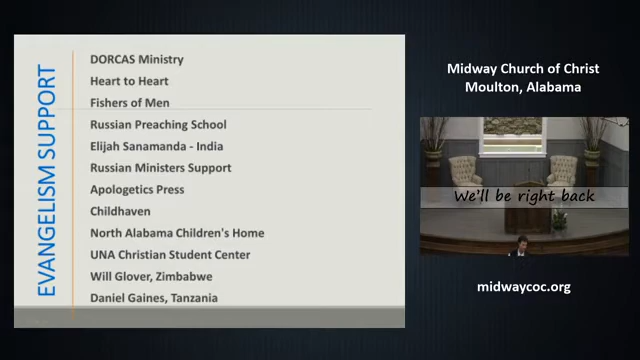 EVANGELISM SUPPORT
DORCAS Ministry
Heart to Heart
Fishers of Men
Russian Preaching School
Elijah Sanamanda - India
Russian Ministers Support
Apologetics Press
Childhaven
North Alabama Children's Home
UNA Christian Student Center
Will Glover, Zimbabwe
Daniel Gaines, Tanzania
Midway Church of Christ
Moulton, Alabama
We'll be right back
midwaycoc.org